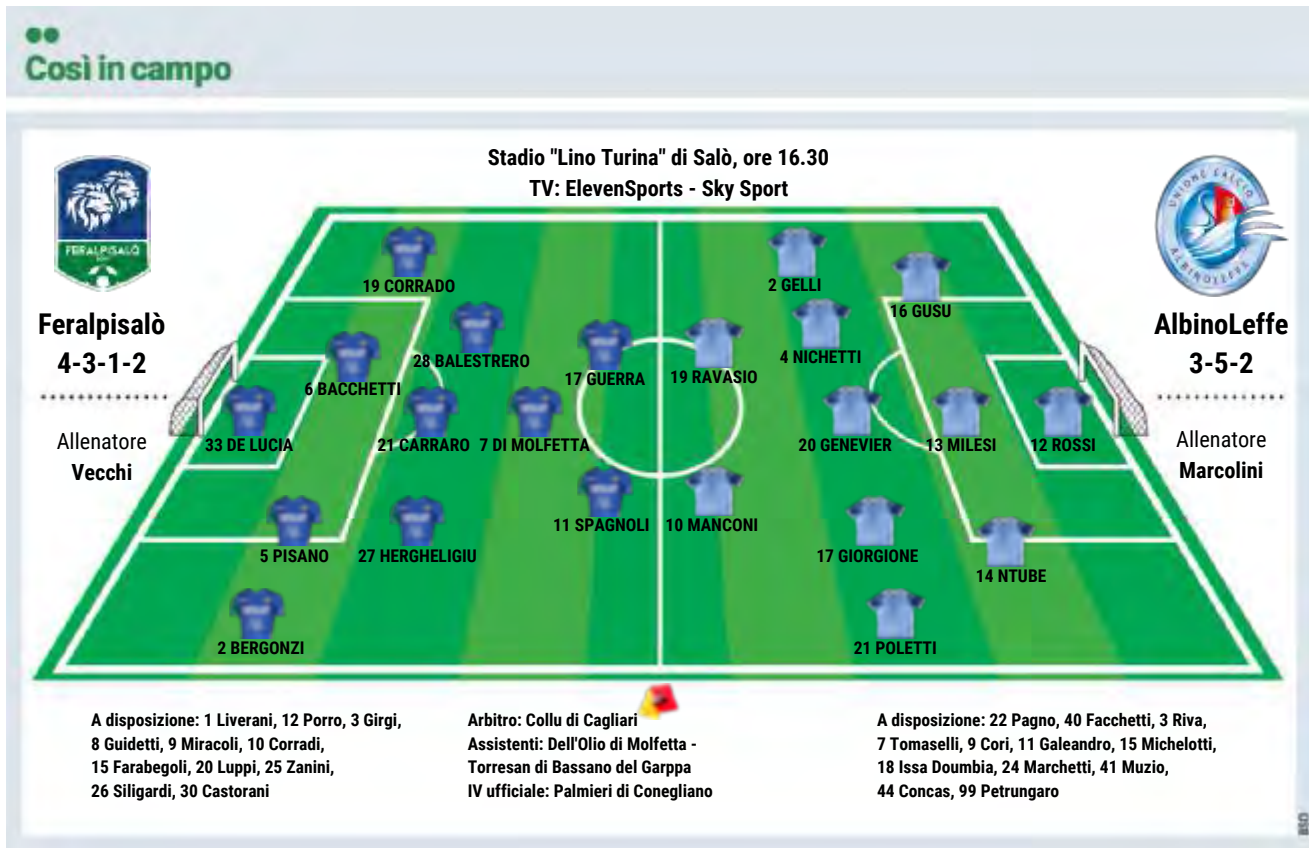 Così in campo
Stadio "Lino Turina" di Salò, ore 16.30
TV: ElevenSports - Sky Sport
FERALPISALÒ
Feralpisalò
4-3-1-2
Allenatore
Vecchi
UNIONE CALCIO
ALBINOLEFFE
AlbinoLeffe
3-5-2
Allenatore
Marcolini
19 CORRADO
2 GELLI
16 GUSU
28 BALESTRERO
4 NICHETTI
6 BACCHETTI
17 GUERRA
19 RAVASIO
33 DE LUCIA
21 CARRARO
7 DI MOLFETTA
20 GENEVIER
13 MILESI
12 ROSSI
11 SPAGNOLI
10 MANCONI
5 PISANO
27 HERGHELIGIU
17 GIORGIONE
14 NTUBE
2 BERGONZI
21 POLETTI
A disposizione: 1 Liverani, 12 Porro, 3 Girgi,
8 Guidetti, 9 Miracoli, 10 Corradi,
15 Farabegoli, 20 Luppi, 25 Zanini,
26 Siligardi, 30 Castorani
Arbitro: Collu di Cagliari
Assistenti: Dell'Olio di Molfetta -
Torresan di Bassano del Garppa
IV ufficiale: Palmieri di Conegliano
A disposizione: 22 Pagno, 40 Facchetti, 3 Riva,
7 Tomaselli, 9 Cori, 11 Galeandro, 15 Michelotti,
18 Issa Doumbia, 24 Marchetti, 41 Muzio,
44 Concas, 99 Petrungaro